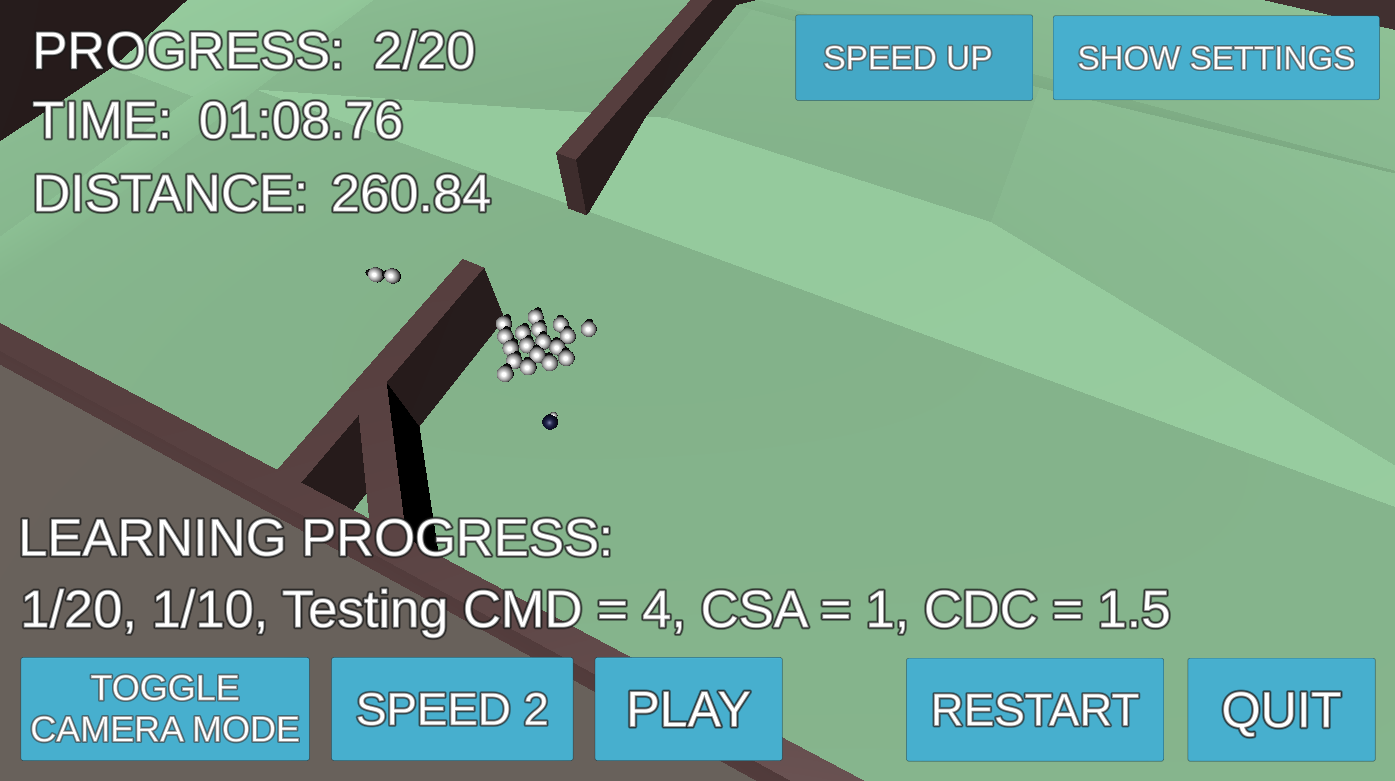 PROGRESS: 2/20
SPEED UP
SHOW SETTINGS
TIME: 01:08.76
DISTANCE: 260.84
LEARNING PROGRESS:
1/20, 1/10, Testing CMD = 4, CSA = 1, CDC = 1.5
TOGGLE
CAMERA MODE
SPEED 2
PLAY
RESTART
QUIT